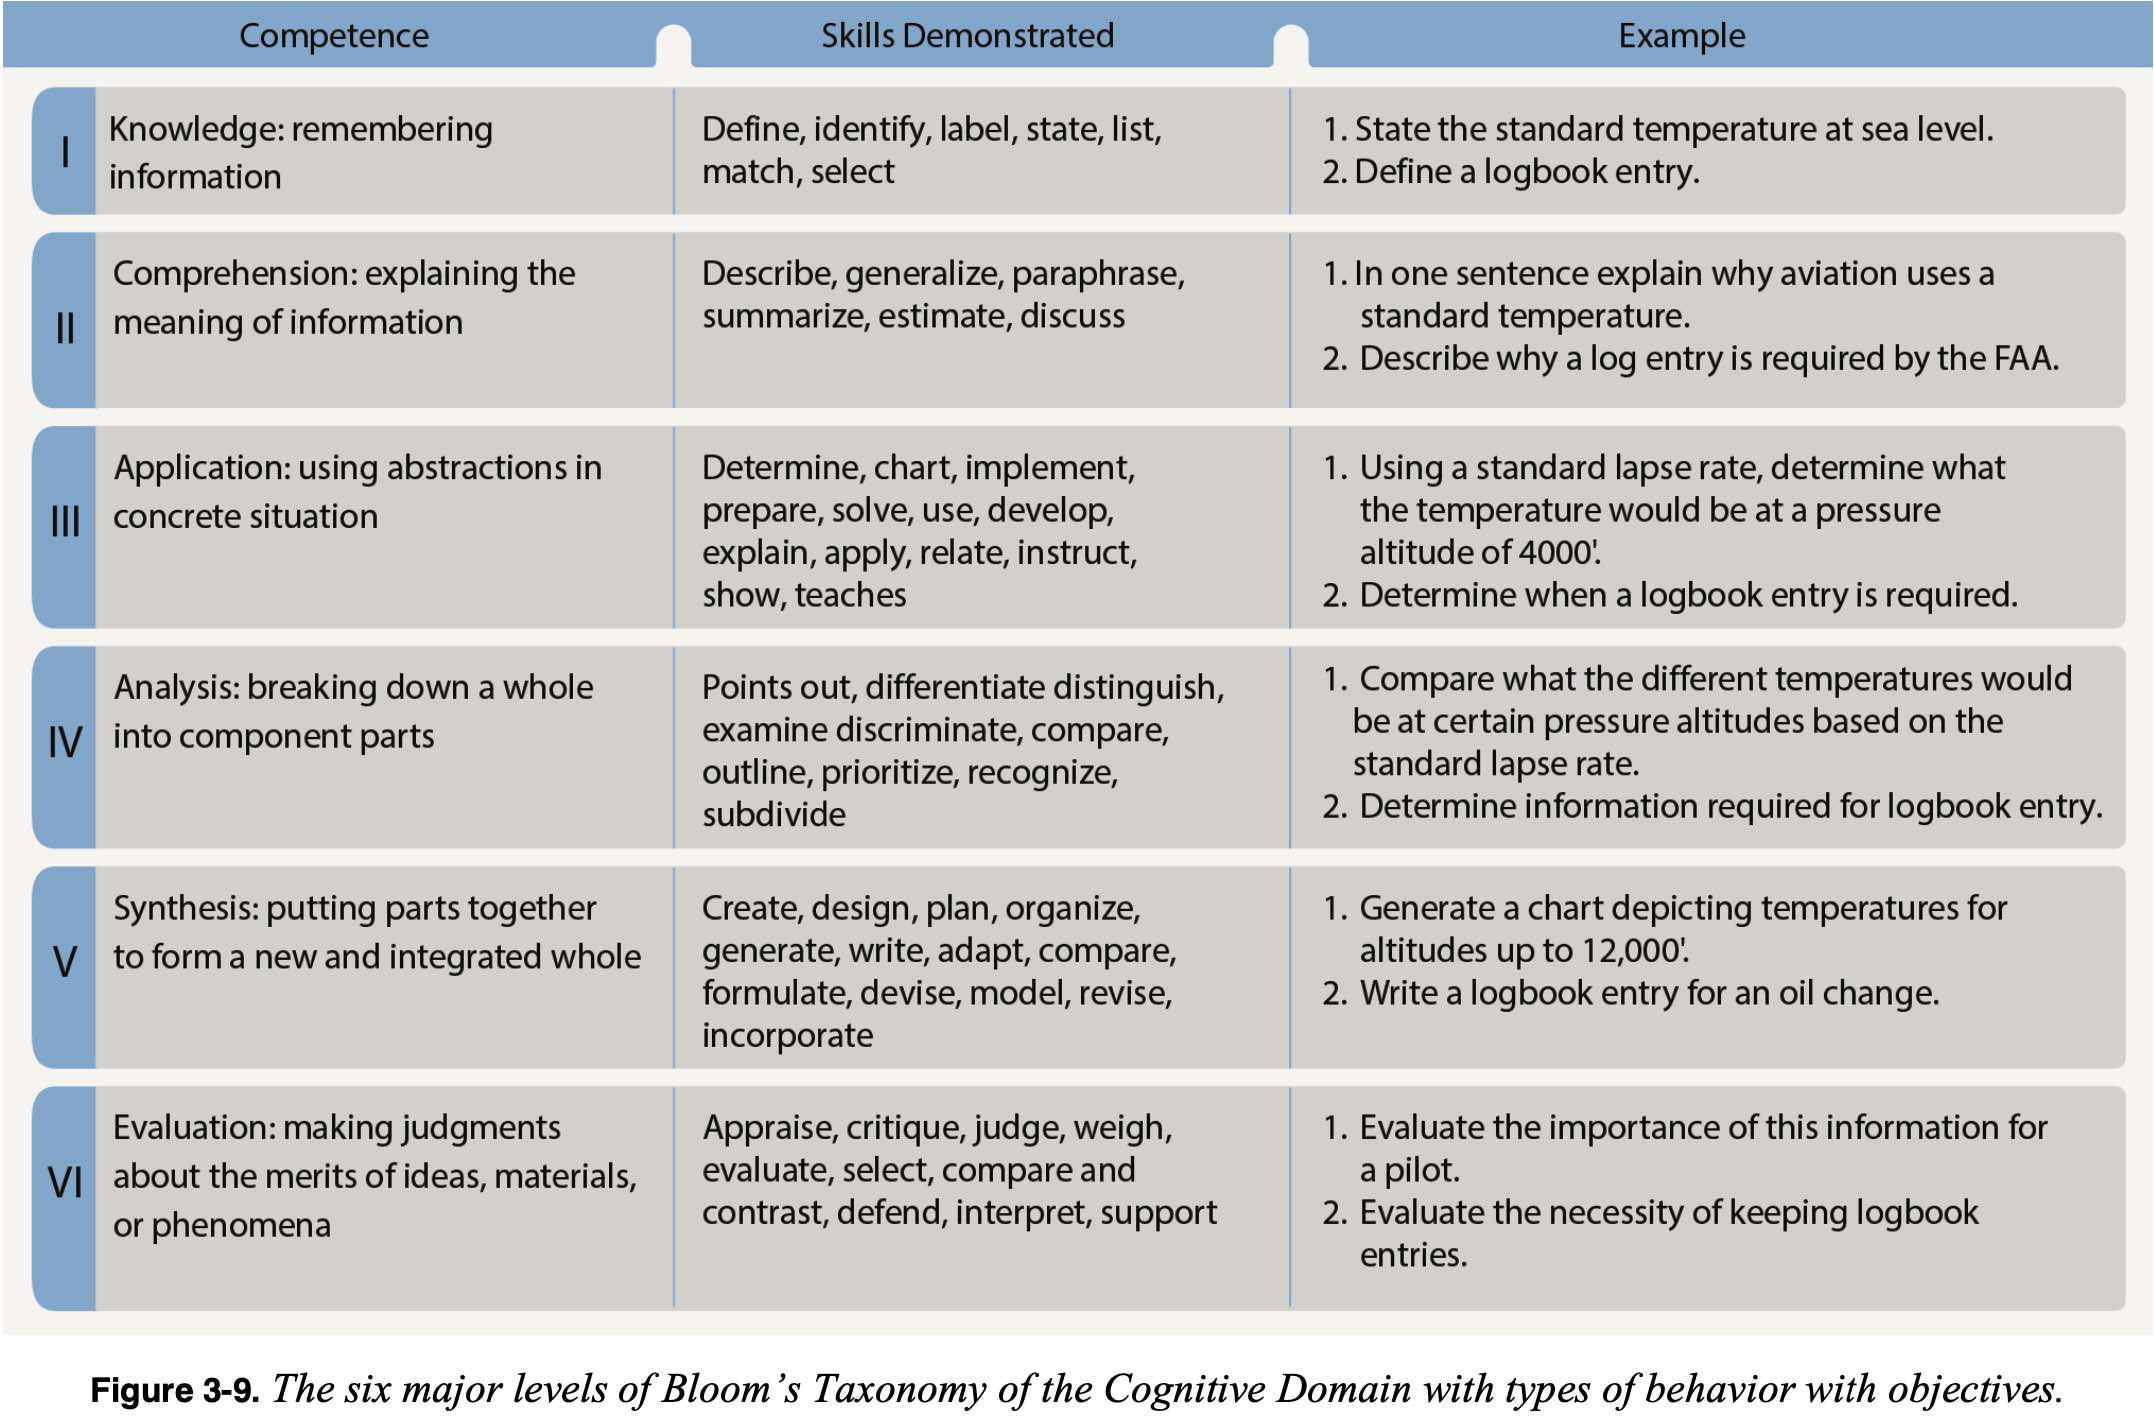 Competence
Skills Demonstrated
Example
I
Knowledge: remembering
information
Define, identify, label, state, list,
match, select
1. State the standard temperature at sea level.
2. Define a logbook entry.
II
Comprehension: explaining the
meaning of information
Describe, generalize, paraphrase,
summarize, estimate, discuss
1. In one sentence explain why aviation uses a
standard temperature.
2. Describe why a log entry is required by the FAA.
III
Application: using abstractions in
concrete situation
Determine, chart, implement,
prepare, solve, use, develop,
explain, apply, relate, instruct,
show, teaches
1. Using a standard lapse rate, determine what
the temperature would be at a pressure
altitude of 4000'.
2. Determine when a logbook entry is required.
IV
Analysis: breaking down a whole
into component parts
Points out, differentiate distinguish,
examine discriminate, compare,
outline, prioritize, recognize,
subdivide
1. Compare what the different temperatures would
be at certain pressure altitudes based on the
standard lapse rate.
2. Determine information required for logbook entry.
V
Synthesis: putting parts together
to form a new and integrated whole
Create, design, plan, organize,
generate, write, adapt, compare,
formulate, devise, model, revise,
incorporate
1. Generate a chart depicting temperatures for
altitudes up to 12,000'.
2. Write a logbook entry for an oil change.
VI
Evaluation: making judgments
about the merits of ideas, materials,
or phenomena
Appraise, critique, judge, weigh,
evaluate, select, compare and
contrast, defend, interpret, support
1. Evaluate the importance of this information for
a pilot.
2. Evaluate the necessity of keeping logbook
entries.
Figure 3-9. The six major levels of Bloom's Taxonomy of the Cognitive Domain with types of behavior with objectives.